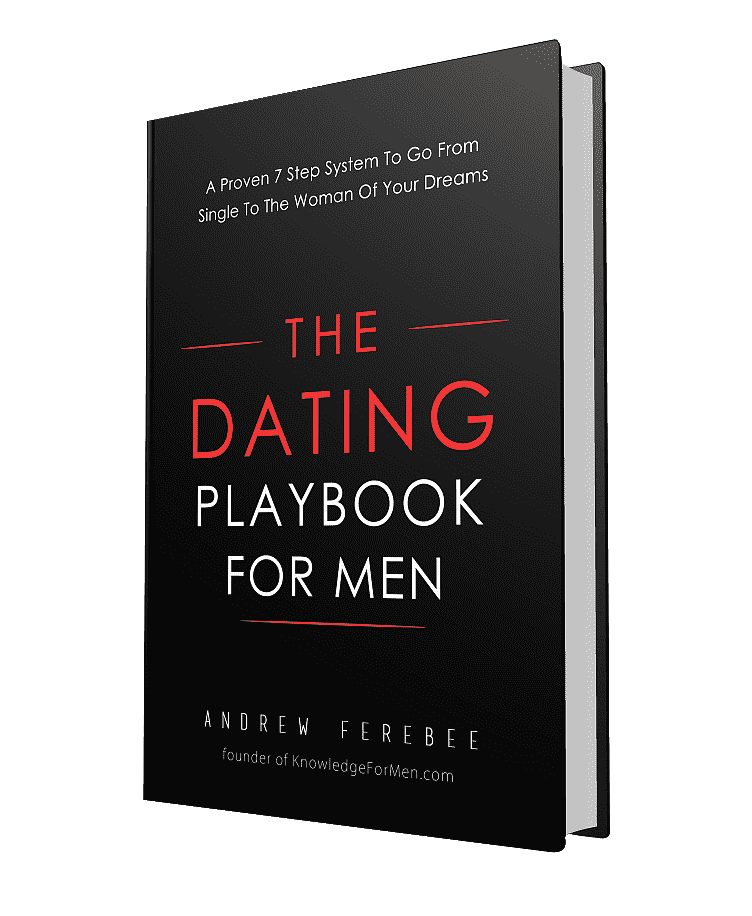 A Proven 7 Step System To Go From
Single To The Woman Of Your Dreams
THE
DATING
PLAYBOOK
FOR MEN
ANDREW FEREBEE
founder of KnowledgeForMen.com